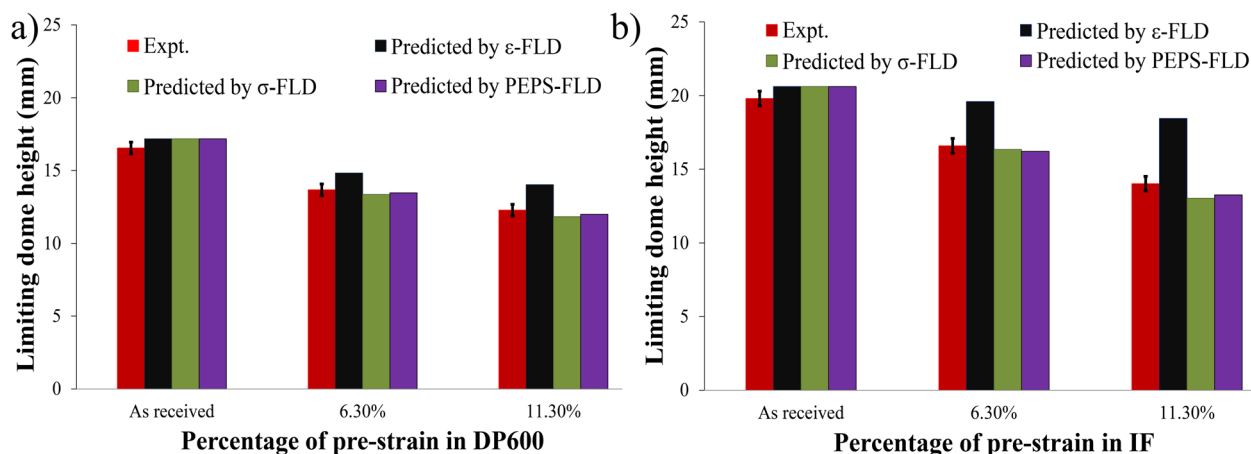 a)
Limiting dome height (mm)
25
20
15
10
5
0
Expt.
Predicted by ε-FLD
Predicted by σ-FLD
Predicted by PEPS-FLD
As received
6.30%
11.30%
Percentage of pre-strain in DP600
b)
Limiting dome height (mm)
25
20
15
10
5
0
Expt.
Predicted by ε-FLD
Predicted by σ-FLD
Predicted by PEPS-FLD
As received
6.30%
11.30%
Percentage of pre-strain in IF